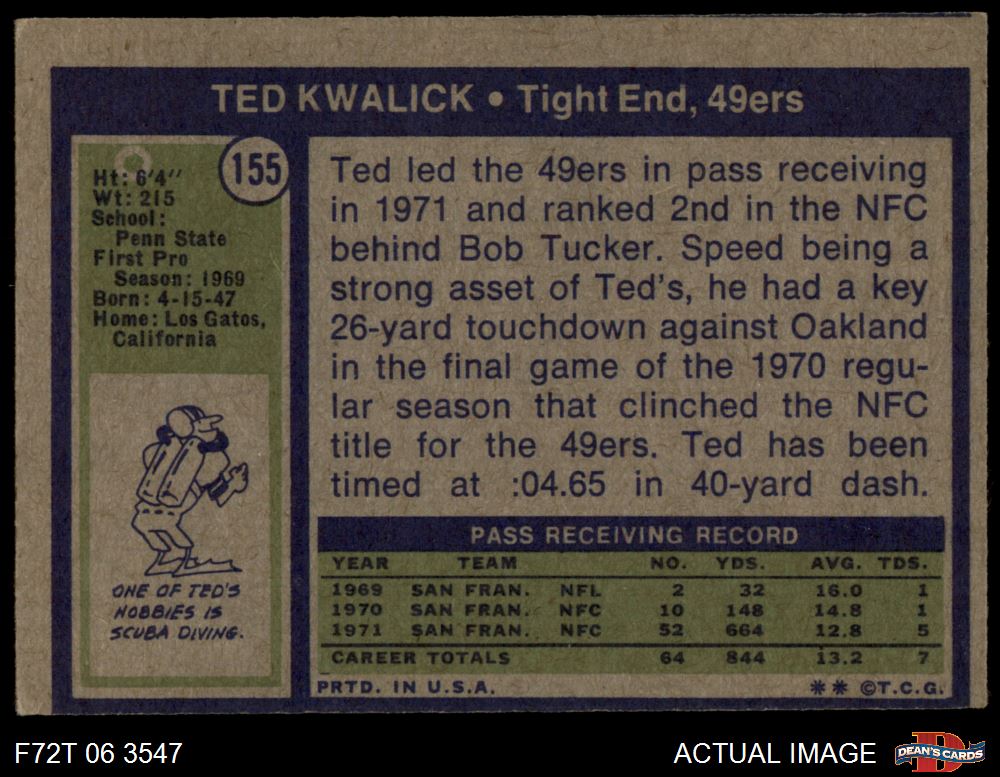 TED KWALICK • Tight End, 49ers
155
Ht: 6'4"
Wt: 215
School:
Penn State
First Pro
Season: 1969
Born: 4-15-47
Home: Los Gatos,
California
ONE OF TED'S
HOBBIES IS
SCUBA DIVING.
Ted led the 49ers in pass receiving
in 1971 and ranked 2nd in the NFC
behind Bob Tucker. Speed being a
strong asset of Ted's, he had a key
26-yard touchdown against Oakland
in the final game of the 1970 regu-
lar season that clinched the NFC
title for the 49ers. Ted has been
timed at :04.65 in 40-yard dash.
PASS RECEIVING RECORD
YEAR TEAM NO. YDS. AVG. TDS.
1969 SAN FRAN. NFL 2 32 16.0 1
1970 SAN FRAN. NFC 10 148 14.8 1
1971 SAN FRAN. NFC 52 664 12.8 5
CAREER TOTALS 64 844 13.2 7
PRTD. IN U.S.A. ** ©T.C.G.
F72T 06 3547 ACTUAL IMAGE D DEAN'S CARDS